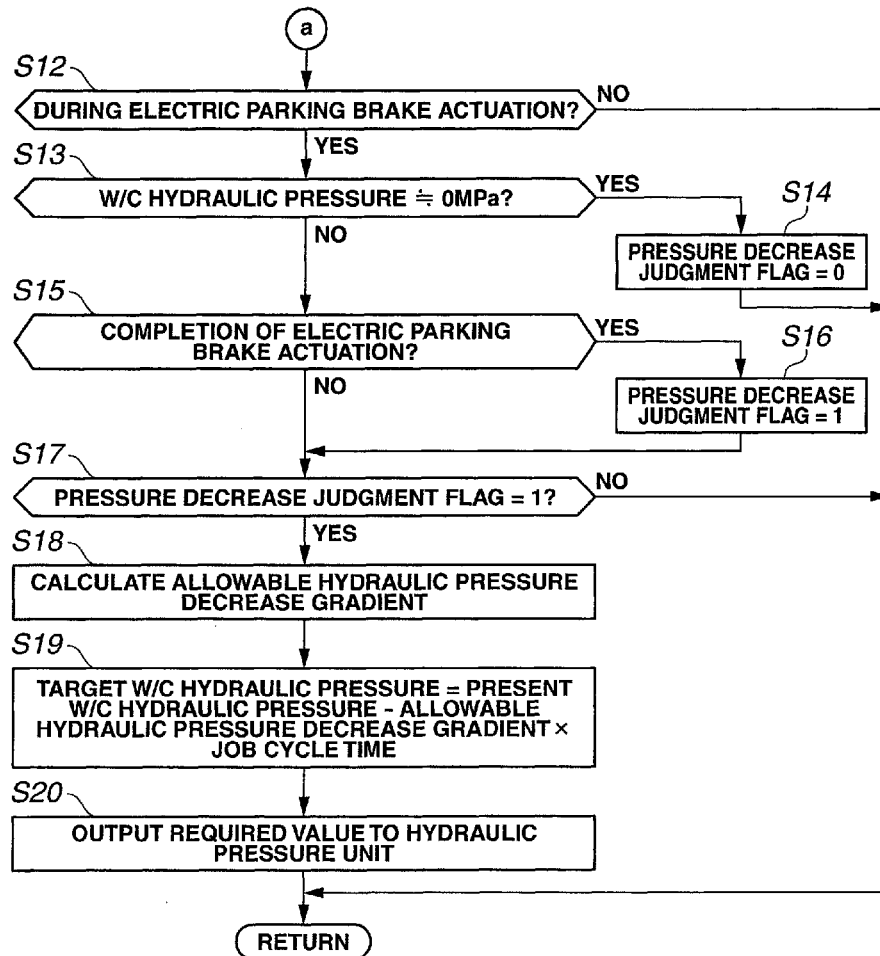 a
S12
DURING ELECTRIC PARKING BRAKE ACTUATION?
NO
YES
S13
W/C HYDRAULIC PRESSURE ≒ 0MPa?
YES
NO
S14
PRESSURE DECREASE
JUDGMENT FLAG = 0
S15
COMPLETION OF ELECTRIC PARKING
BRAKE ACTUATION?
YES
NO
S16
PRESSURE DECREASE
JUDGMENT FLAG = 1
S17
PRESSURE DECREASE JUDGMENT FLAG = 1?
NO
YES
S18
CALCULATE ALLOWABLE HYDRAULIC PRESSURE
DECREASE GRADIENT
S19
TARGET W/C HYDRAULIC PRESSURE = PRESENT
W/C HYDRAULIC PRESSURE - ALLOWABLE
HYDRAULIC PRESSURE DECREASE GRADIENT ×
JOB CYCLE TIME
S20
OUTPUT REQUIRED VALUE TO HYDRAULIC
PRESSURE UNIT
RETURN